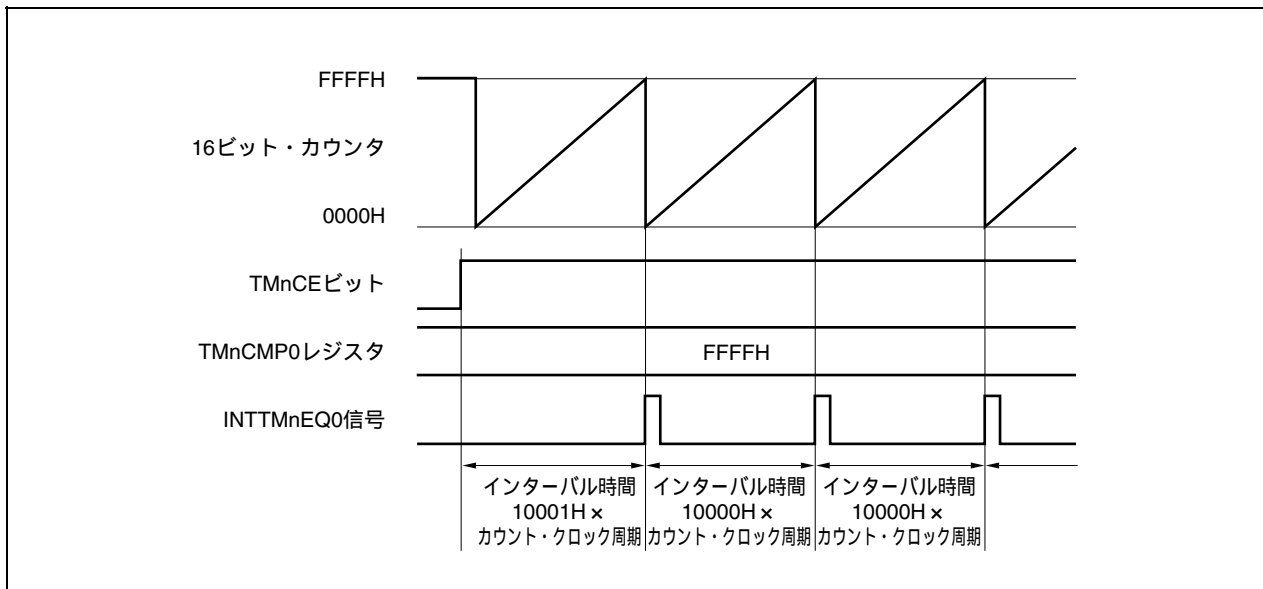 FFFFH
16ビット・カウンタ
0000H
TMnCEビット
TMnCMP0レジスタ
FFFFH
INTTMnEQ0信号
インターバル時間
10001H ×
カウント・クロック周期
インターバル時間
10000H ×
カウント・クロック周期
インターバル時間
10000H ×
カウント・クロック周期